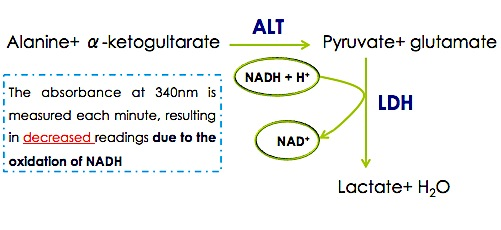 ALT
Alanine+ α-ketogultarate Pyruvate+ glutamate
NADH + H⁺
LDH
NAD⁺
Lactate+ H₂O
The absorbance at 340nm is
measured each minute, resulting
in decreased readings due to the
oxidation of NADH